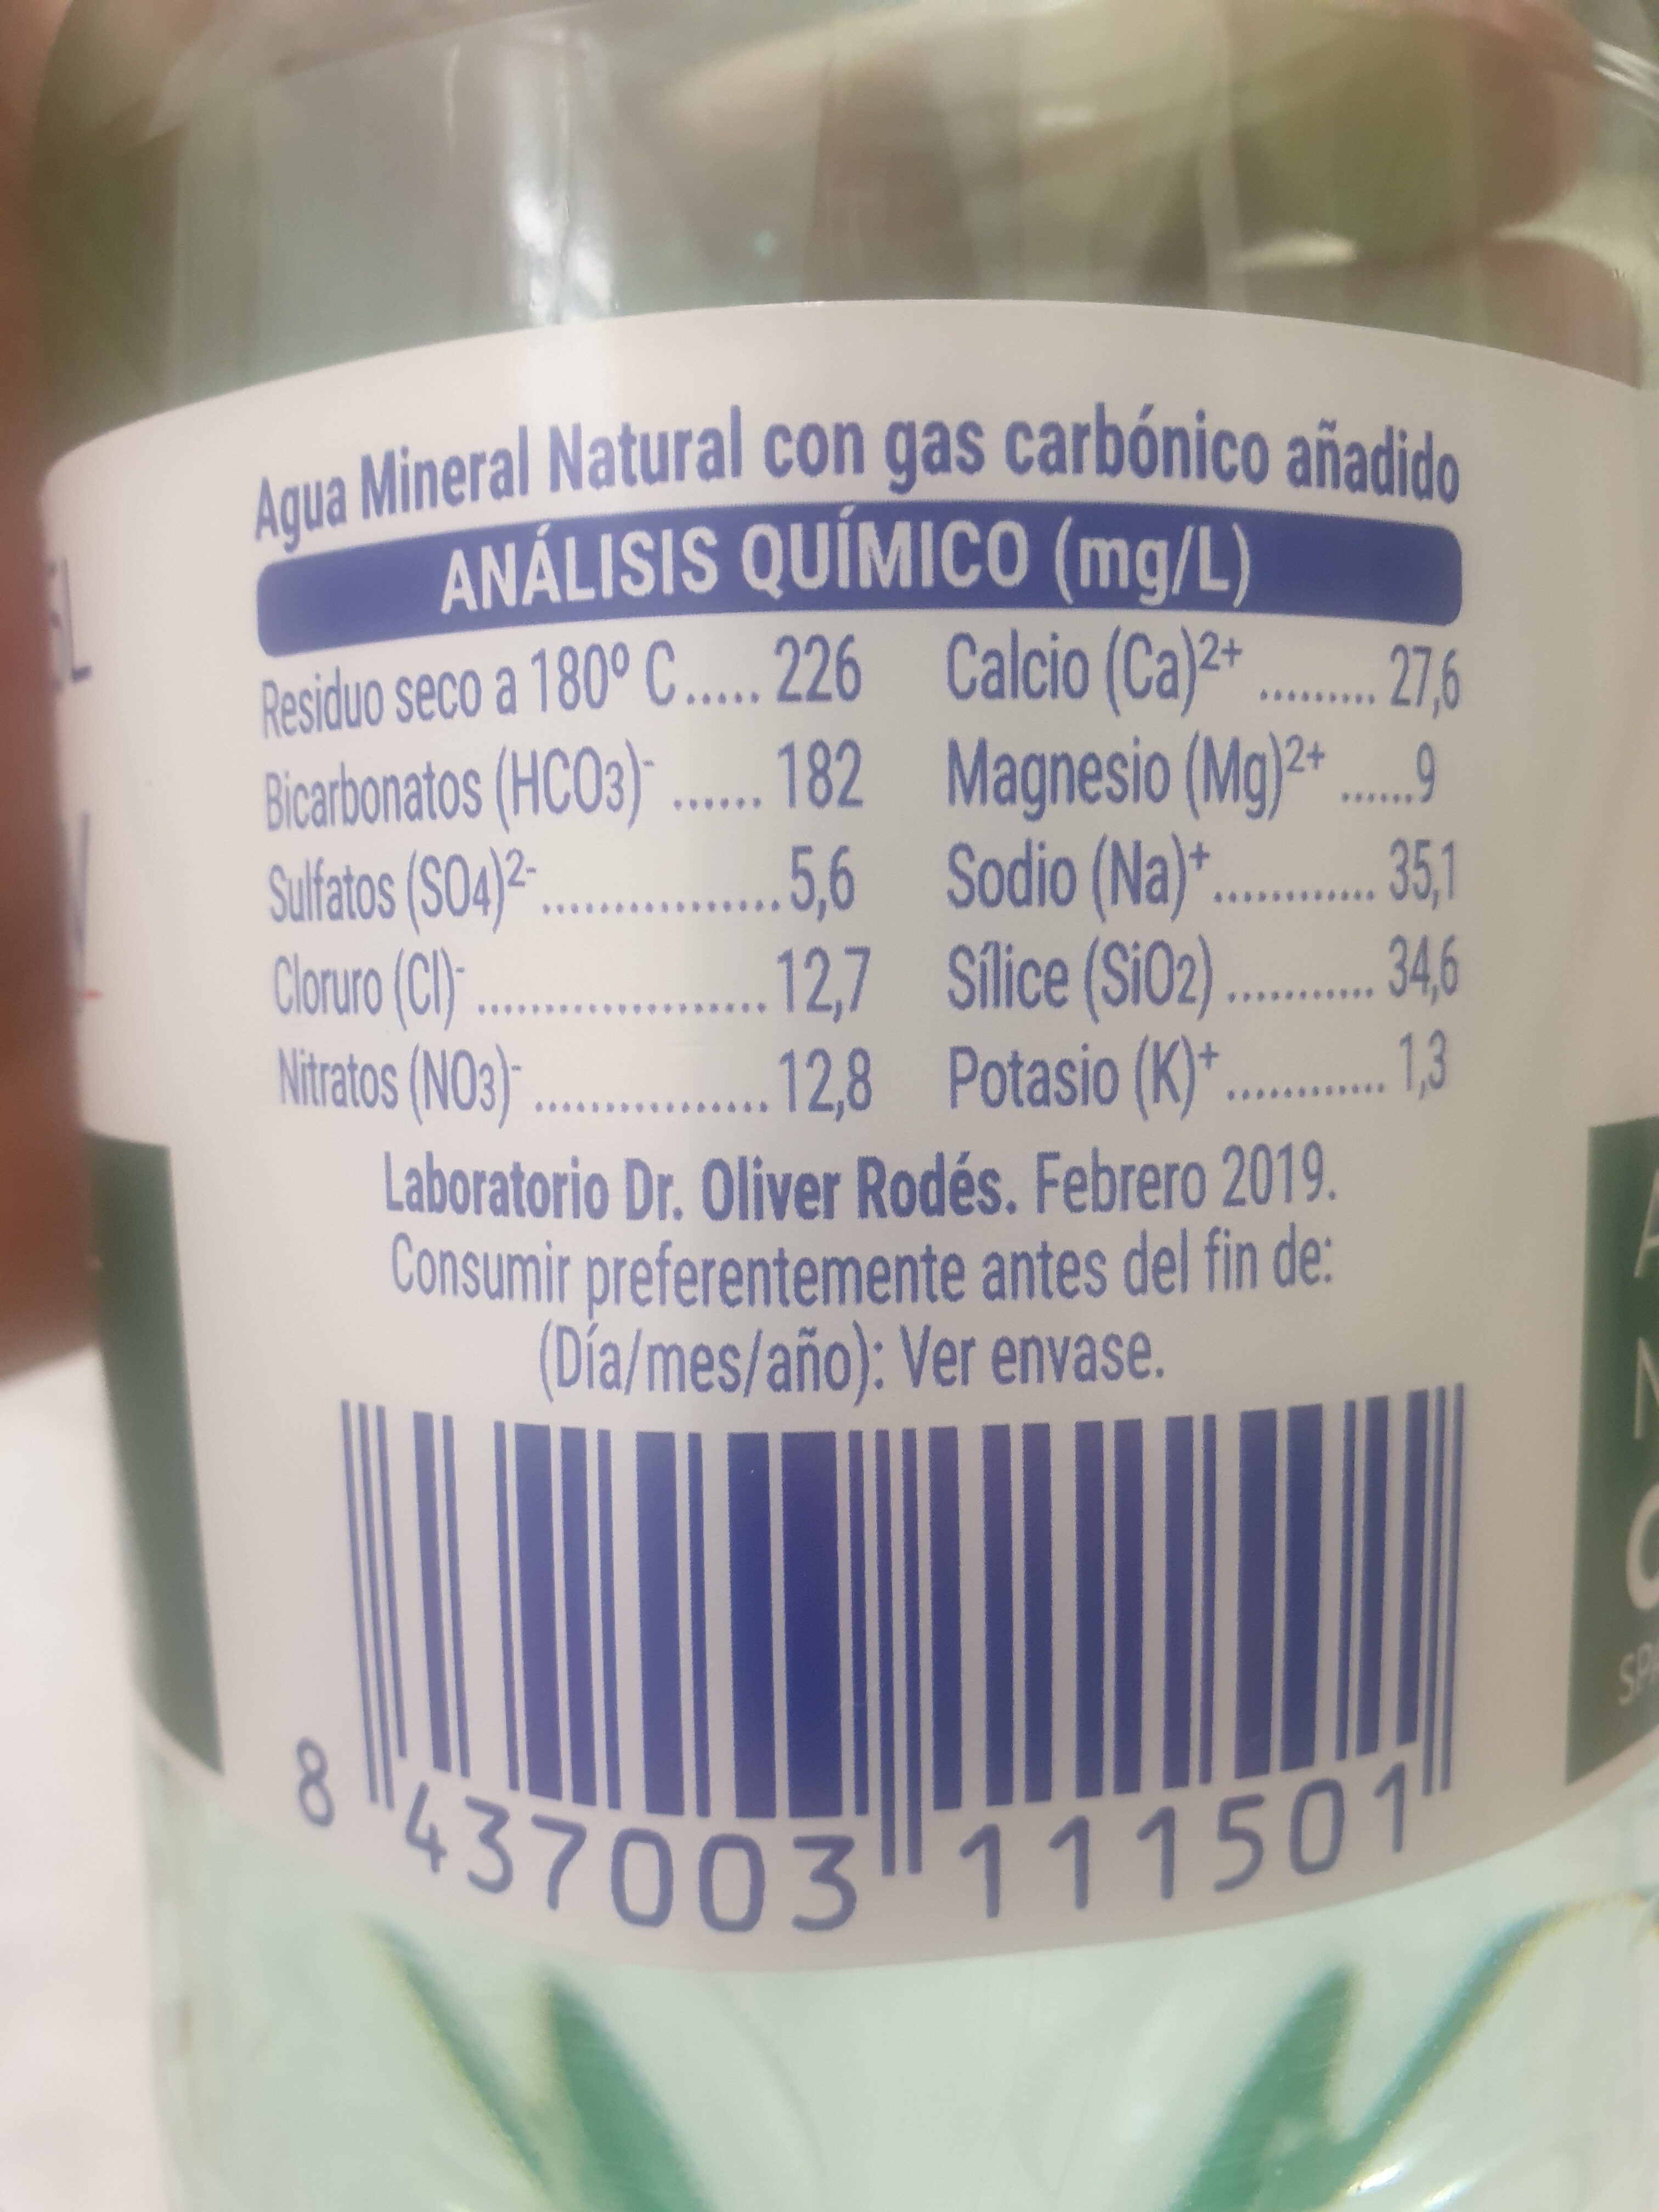 Agua Mineral Natural con gas carbónico añadido
ANÁLISIS QUÍMICO (mg/L)
Residuo seco a 180º C..... 226 Calcio (Ca)²⁺ ......... 27,6
Bicarbonatos (HCO₃)⁻ ...... 182 Magnesio (Mg)²⁺ ......9
Sulfatos (SO₄)²⁻................5,6 Sodio (Na)⁺............ 35,1
Cloruro (Cl)⁻ ................... 12,7 Sílice (SiO₂) ........... 34,6
Nitratos (NO₃)⁻ ................ 12,8 Potasio (K)⁺............ 1,3
Laboratorio Dr. Oliver Rodés. Febrero 2019.
Consumir preferentemente antes del fin de:
(Día/mes/año): Ver envase.
8 437003 111501